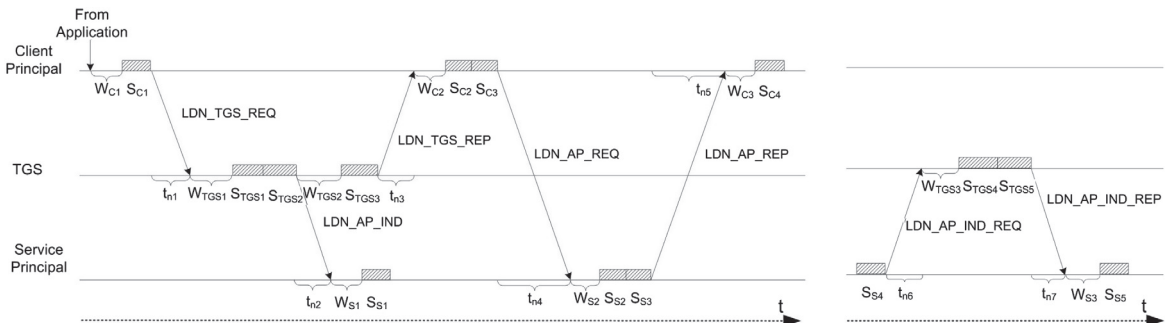 From
Application
Client
Principal
W_C1 S_C1
W_C2 S_C2 S_C3
t_n5 W_C3 S_C4
LDN_TGS_REQ
LDN_TGS_REP
LDN_AP_REQ
LDN_AP_REP
TGS
t_n1 W_TGS1 S_TGS1 S_TGS2 W_TGS2 S_TGS3 t_n3
LDN_AP_IND
Service
Principal
t_n2 W_S1 S_S1
t_n4 W_S2 S_S2 S_S3
t
W_TGS3 S_TGS4 S_TGS5
LDN_AP_IND_REP
LDN_AP_IND_REQ
S_S4 t_n6
t_n7 W_S3 S_S5
t